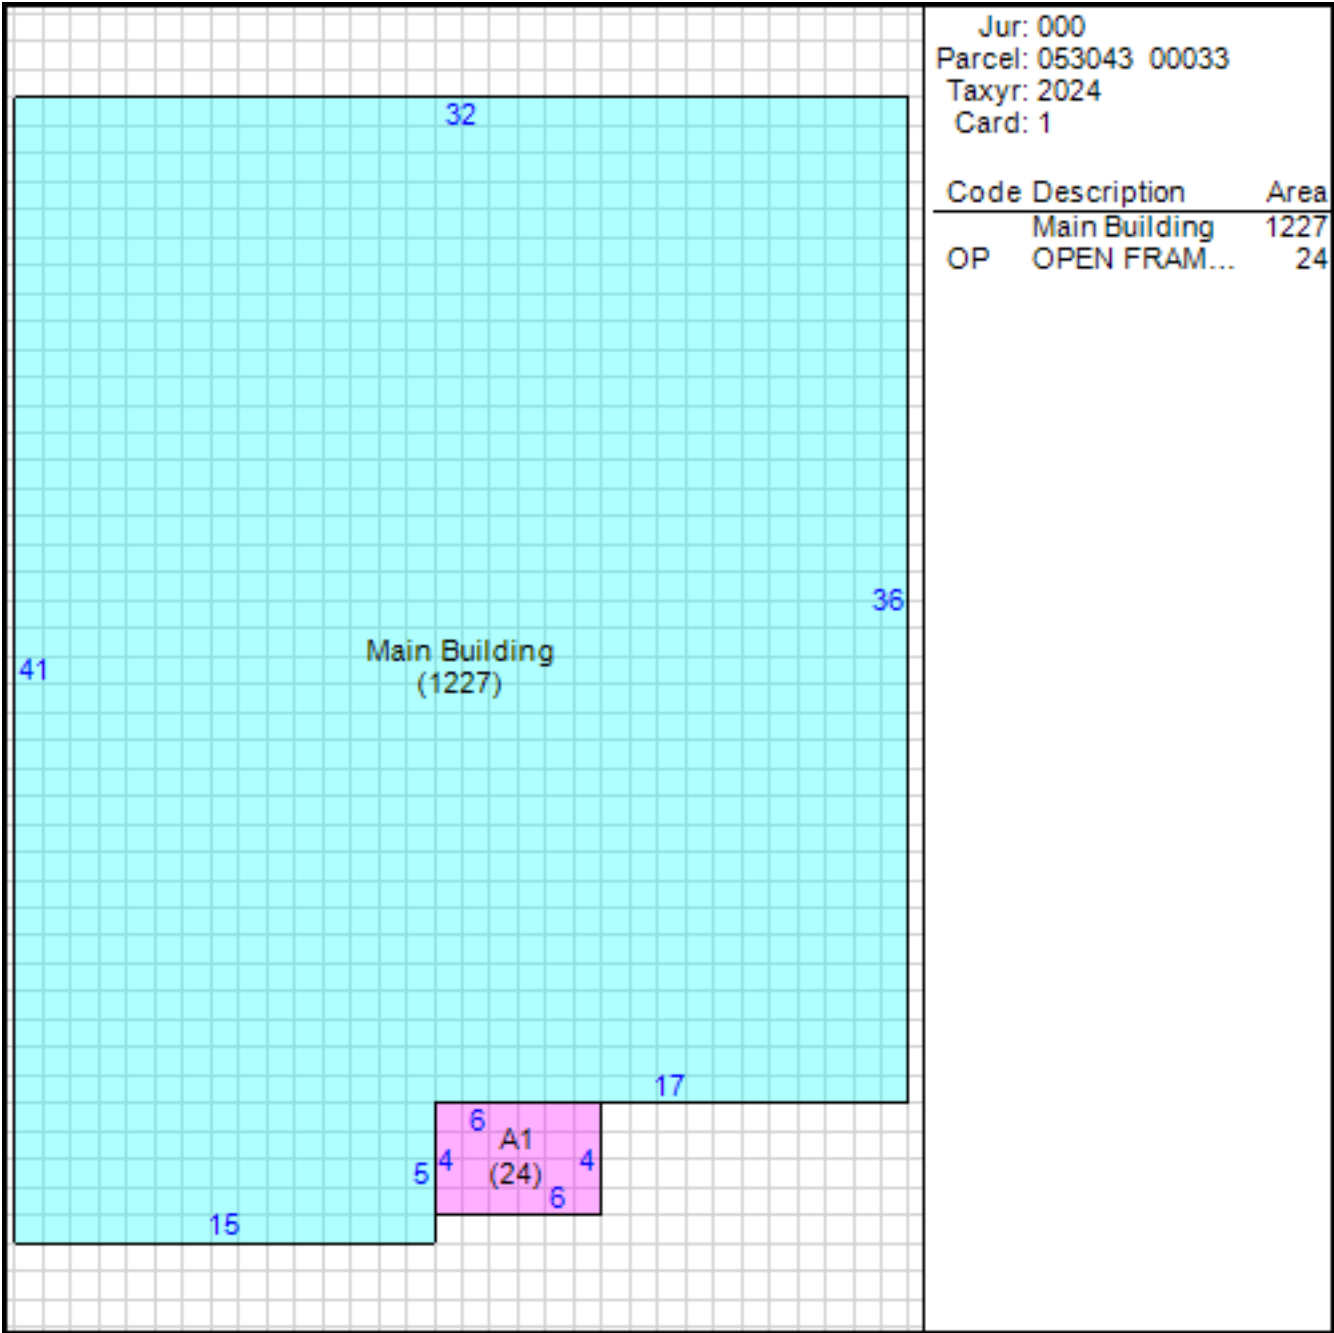 Jur: 000
Parcel: 053043 00033
Taxyr: 2024
Card: 1
Code Description Area
Main Building 1227
OP OPEN FRAM... 24
32
36
41
Main Building
(1227)
17
6
A1
4
4
5
(24)
6
15